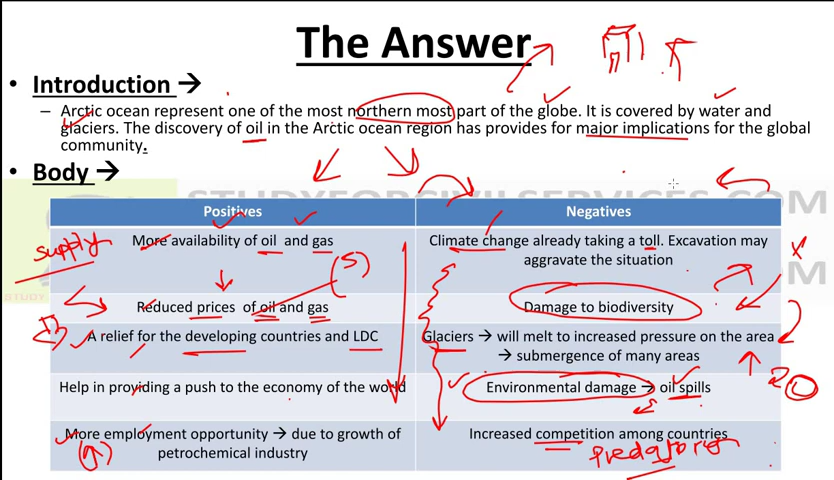 The Answer
• Introduction →
– Arctic ocean represent one of the most northern most part of the globe. It is covered by water and
glaciers. The discovery of oil in the Arctic ocean region has provides for major implications for the global
community.
• Body →
STUDYFORCIVILSERVICES.COM
Positives Negatives
supply
More availability of oil and gas
Climate change already taking a toll. Excavation may
aggravate the situation
(S)
Reduced prices of oil and gas
Damage to biodiversity
A relief for the developing countries and LDC
Glaciers → will melt to increased pressure on the area
→ submergence of many areas
Help in providing a push to the economy of the world
Environmental damage → oil spills
More employment opportunity → due to growth of
petrochemical industry
Increased competition among countries